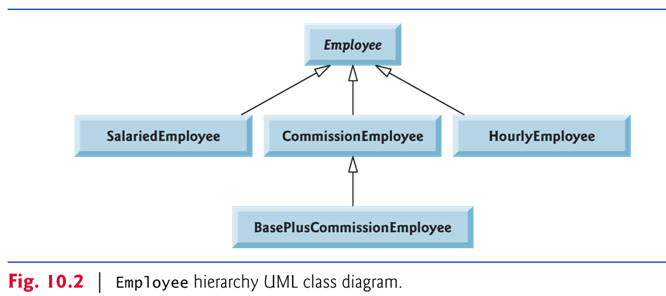 Employee
SalariedEmployee CommissionEmployee HourlyEmployee
BasePlusCommissionEmployee
Fig. 10.2 | Employee hierarchy UML class diagram.